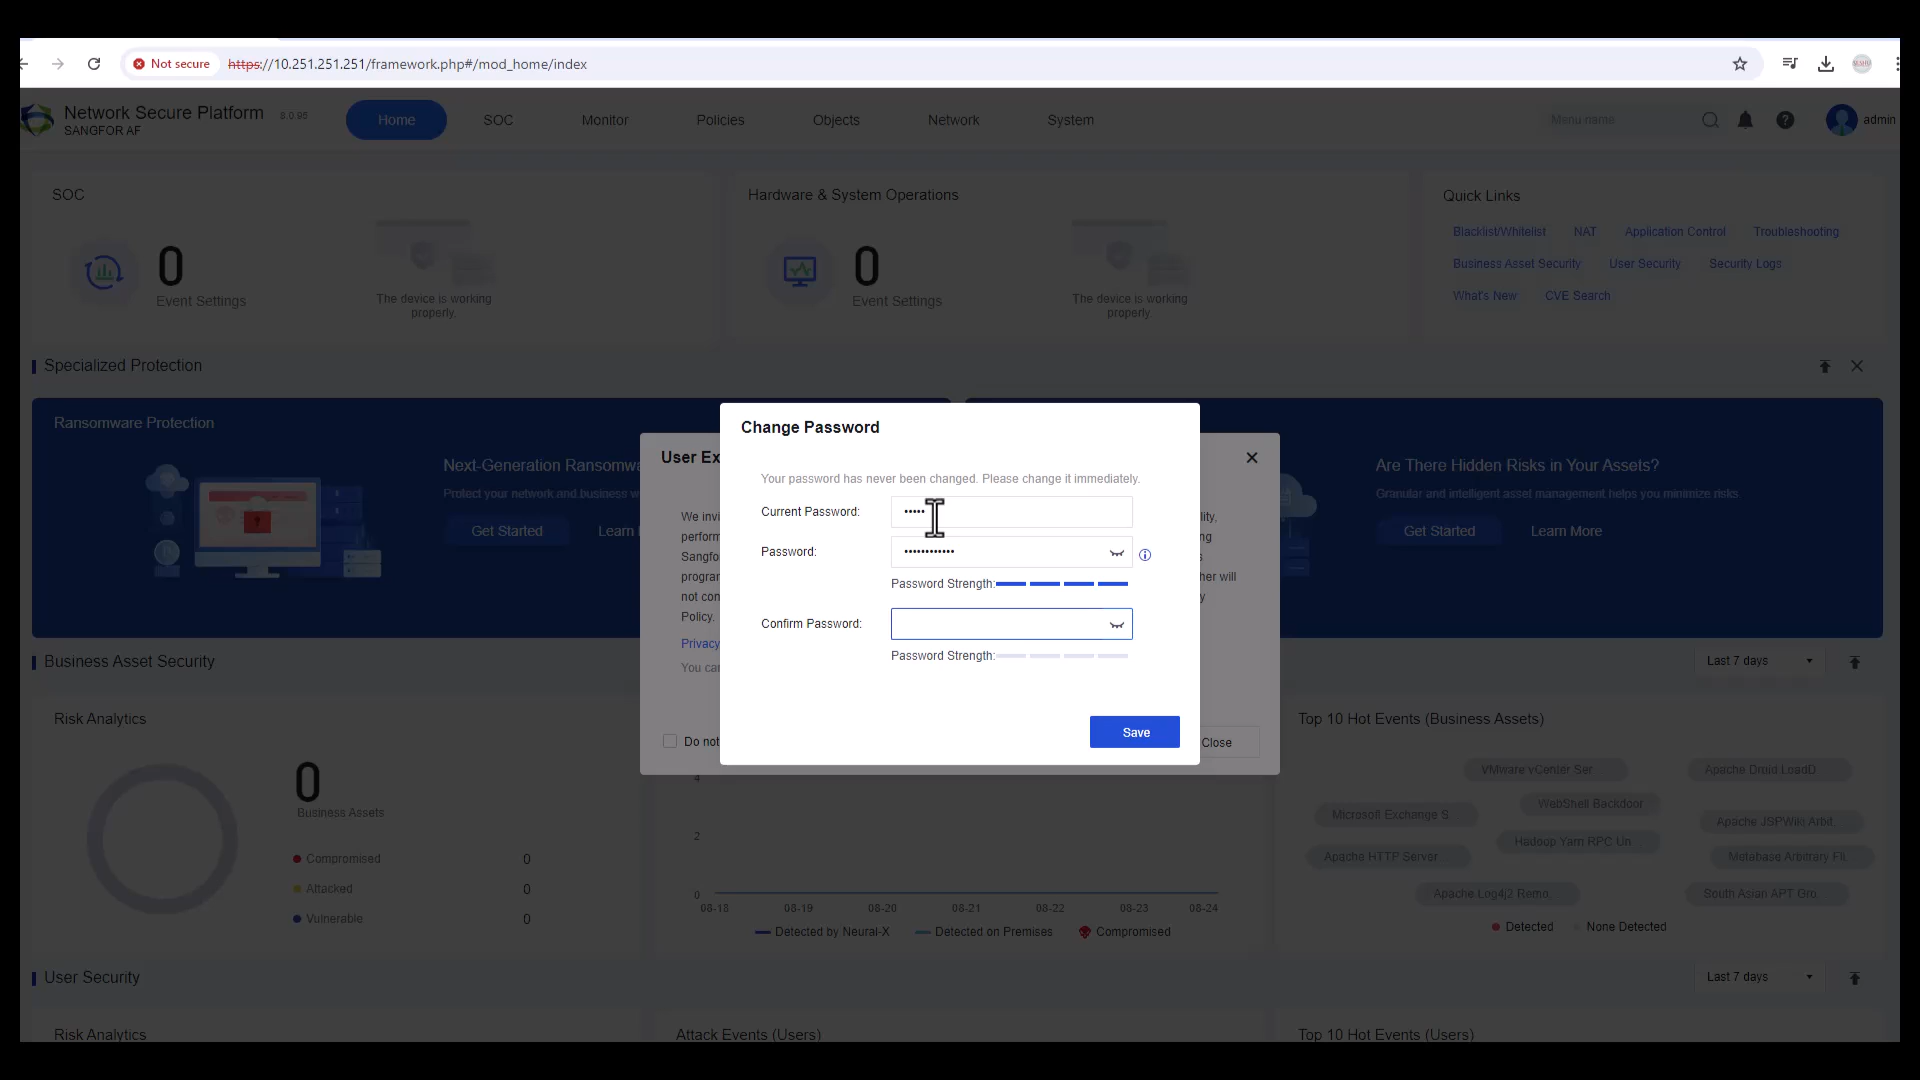 Not secure https://10.251.251.251/framework.php#/mod_home/index
Network Secure Platform 8.0.95
SANGFOR AF
Home SOC Monitor Policies Objects Network System Menu name admin
SOC
0
Event Settings
The device is working
properly.
Hardware & System Operations
0
Event Settings
The device is working
properly
Quick Links
Blacklist/Whitelist NAT Application Control Troubleshooting
Business Asset Security User Security Security Logs
What's New CVE Search
Specialized Protection
Ransomware Protection
Next-Generation Ransomwa
Protect your network and business w
Get Started Learn
Are There Hidden Risks in Your Assets?
Granular and intelligent asset management helps you minimize risks
Get Started Learn More
User Ex
We invi
perform
Sangfor
program
not con
Policy.
Privacy
You can
Do not
lity,
ng
s
her will
y
Close
Change Password
Your password has never been changed. Please change it immediately.
Current Password: •••••
Password: ••••••••••••
Password Strength:
Confirm Password:
Password Strength:
Save
Business Asset Security
Last 7 days
Risk Analytics
0
Business Assets
Compromised 0
Attacked 0
Vulnerable 0
4
2
0
08-18 08-19 08-20 08-21 08-22 08-23 08-24
Detected by Neural-X Detected on Premises Compromised
Top 10 Hot Events (Business Assets)
VMware vCenter Ser Apache Druid LoadD
WebShell Backdoor
Microsoft Exchange S. Apache JSPWiki Arbit.
Hadoop Yarn RPC Un
Apache HTTP Server Metabase Arbitrary Fil.
Apache Log4j2 Remo. South Asian APT Gro
Detected None Detected
User Security
Last 7 days
Risk Analytics
Attack Events (Users)
Top 10 Hot Events (Users)